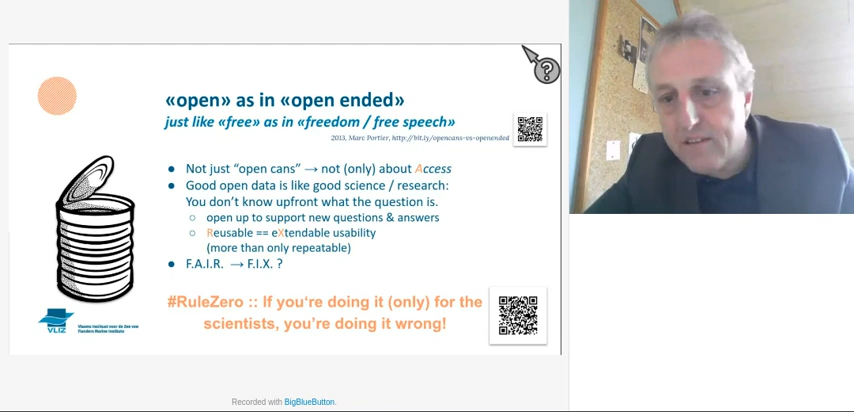 «open» as in «open ended»
just like «free» as in «freedom / free speech»
2013, Marc Portier, http://bit.ly/opencans-vs-openended
● Not just “open cans” → not (only) about Access
● Good open data is like good science / research:
You don’t know upfront what the question is.
○ open up to support new questions & answers
○ Reusable == eXtendable usability
(more than only repeatable)
● F.A.I.R. → F.I.X. ?
#RuleZero :: If you‘re doing it (only) for the
scientists, you’re doing it wrong!
VLIZ
Vlaams Instituut voor de Zee vzw
Flanders Marine Institute
Recorded with BigBlueButton.